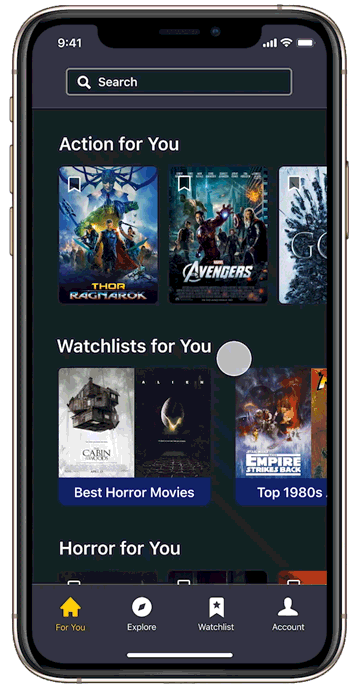 9:41
Search
Action for You
THOR
RAGNAROK
AVENGERS
Watchlists for You
THE
CABIN
IN THE
WOODS
ALIEN
THE
EMPIRE
STRIKES BACK
Best Horror Movies
Top 1980s
Horror for You
For You
Explore
Watchlist
Account